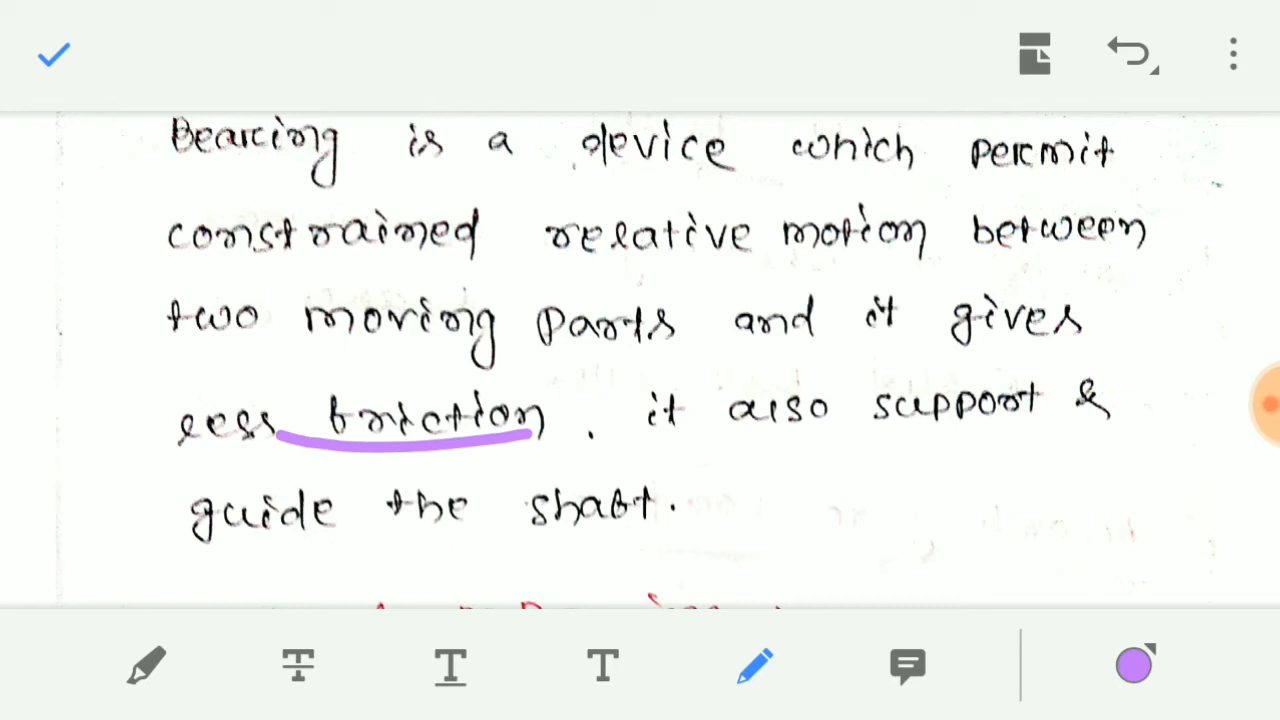 Bearing is a device which permit
constrained relative motion between
two moving parts and it gives
less friction. it also support &
guide the shaft.